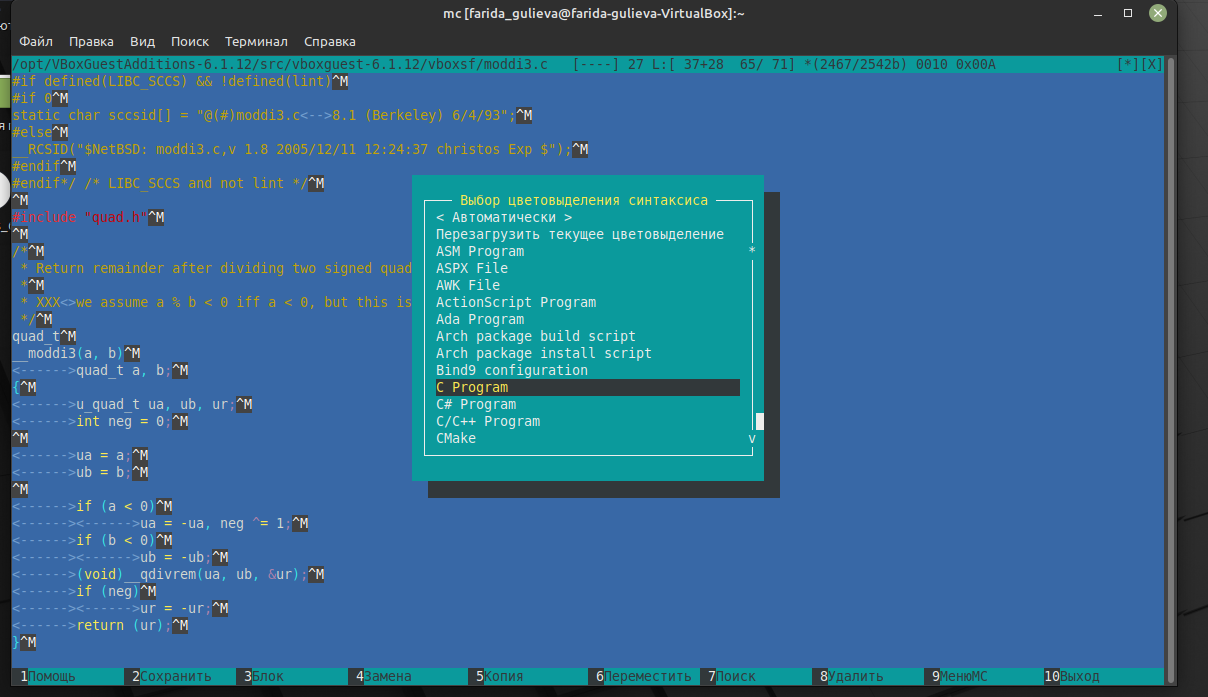 mc [farida_gulieva@farida-gulieva-VirtualBox]:~
Файл Правка Вид Поиск Терминал Справка
/opt/VBoxGuestAdditions-6.1.12/src/vboxguest-6.1.12/vboxsf/moddi3.c [----] 27 L:[ 37+28 65/ 71] *(2467/2542b) 0010 0x00A [*][X]
#if defined(LIBC_SCCS) && !defined(lint)^M
#if 0^M
static char sccsid[] = "@(#)moddi3.c<-->8.1 (Berkeley) 6/4/93";^M
#else^M
__RCSID("$NetBSD: moddi3.c,v 1.8 2005/12/11 12:24:37 christos Exp $");^M
#endif^M
#endif*/ /* LIBC_SCCS and not lint */^M
^M
#include "quad.h"^M
^M
/*^M
* Return remainder after dividing two signed quad
*^M
* XXX<>we assume a % b < 0 iff a < 0, but this is
*/^M
quad_t^M
__moddi3(a, b)^M
<------>quad_t a, b;^M
{^M
<------>u_quad_t ua, ub, ur;^M
<------>int neg = 0;^M
^M
<------>ua = a;^M
<------>ub = b;^M
^M
<------>if (a < 0)^M
<------><------>ua = -ua, neg ^= 1;^M
<------>if (b < 0)^M
<------><------>ub = -ub;^M
<------>(void)__qdivrem(ua, ub, &ur);^M
<------>if (neg)^M
<------><------>ur = -ur;^M
<------>return (ur);^M
}^M
Выбор цветовыделения синтаксиса
< Автоматически >
Перезагрузить текущее цветовыделение
ASM Program *
ASPX File
AWK File
ActionScript Program
Ada Program
Arch package build script
Arch package install script
Bind9 configuration
C Program
C# Program
C/C++ Program
CMake v
1Помощь 2Сохранить 3Блок 4Замена 5Копия 6Переместить 7Поиск 8Удалить 9МенюMC 10Выход